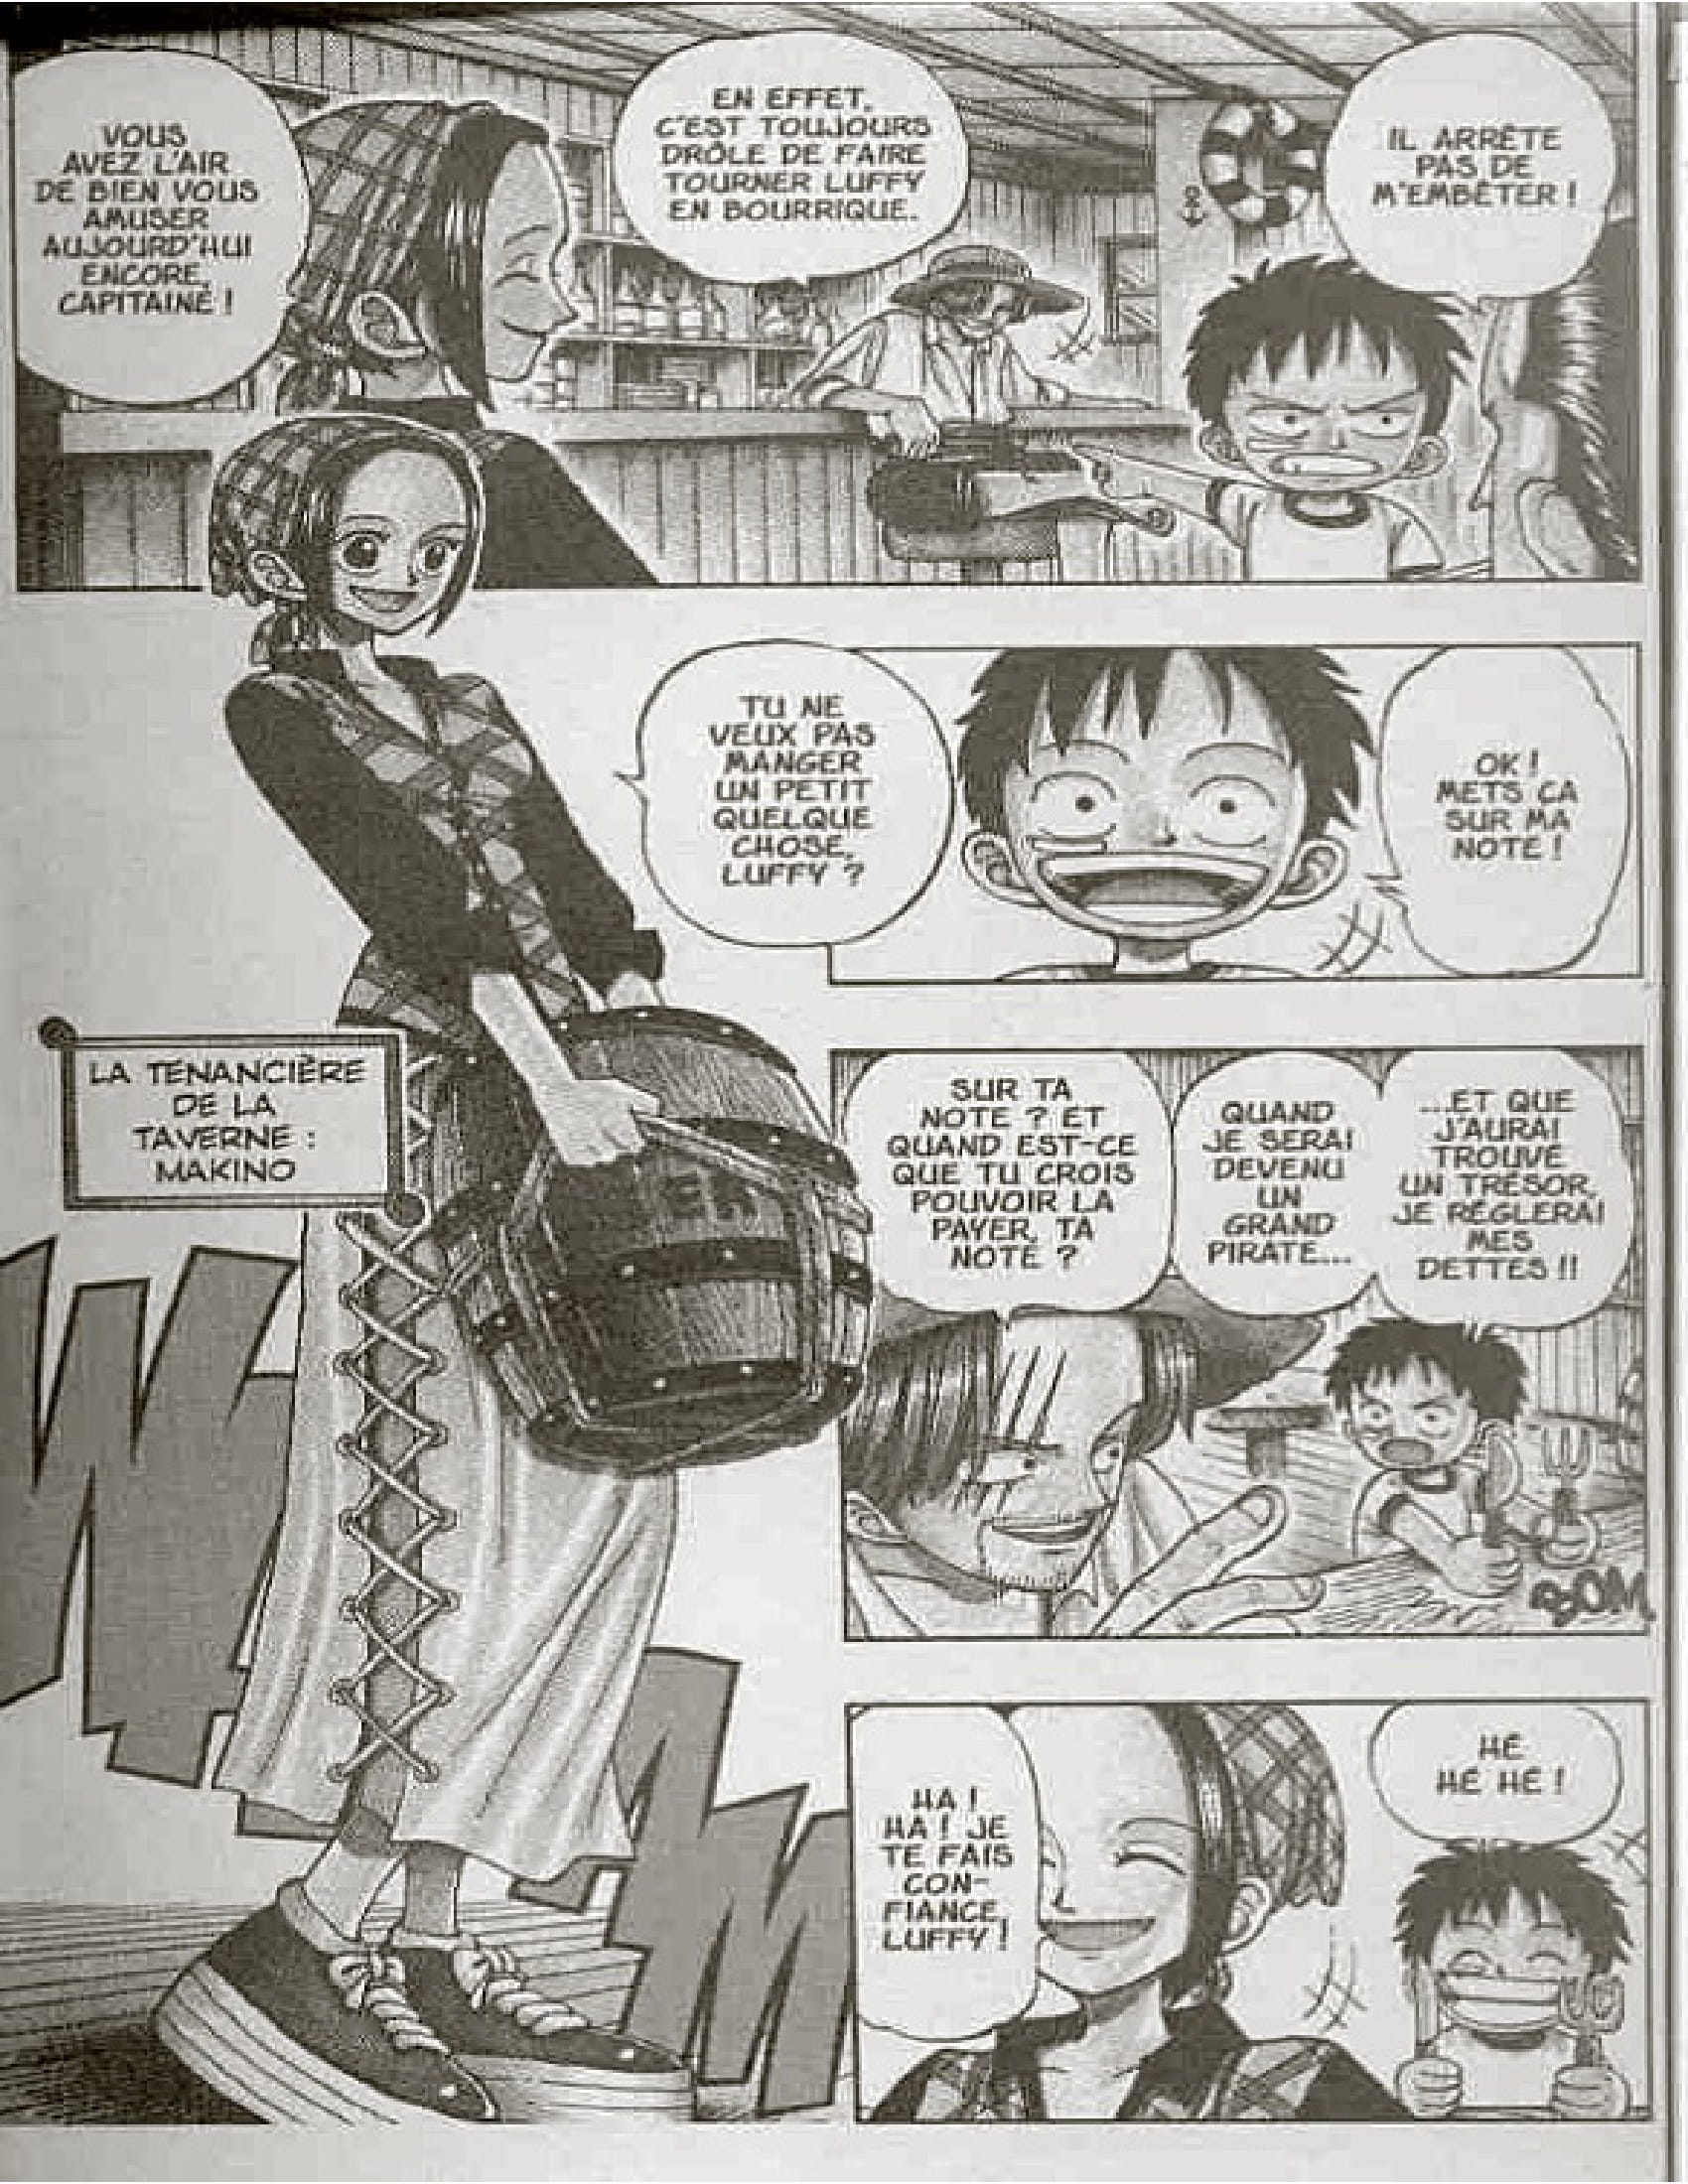 VOUS
AVEZ L'AIR
DE BIEN VOUS
AMUSER
AUJOURD'HUI
ENCORE,
CAPITAINE !
EN EFFET,
C'EST TOUJOURS
DRÔLE DE FAIRE
TOURNER LUFFY
EN BOURRIQUE.
IL ARRÊTE
PAS DE
M'EMBÊTER !
TU NE
VEUX PAS
MANGER
UN PETIT
QUELQUE
CHOSE,
LUFFY ?
OK !
METS ÇA
SUR MA
NOTE !
LA TENANCIÈRE
DE LA
TAVERNE :
MAKINO
SUR TA
NOTE ? ET
QUAND EST-CE
QUE TU CROIS
POUVOIR LA
PAYER, TA
NOTE ?
QUAND
JE SERAI
DEVENU
UN
GRAND
PIRATE...
...ET QUE
J'AURAI
TROUVÉ
UN TRÉSOR,
JE RÉGLERAI
MES
DETTES !!
HA !
HA ! JE
TE FAIS
CON-
FIANCE,
LUFFY !
HÉ
HÉ HÉ !